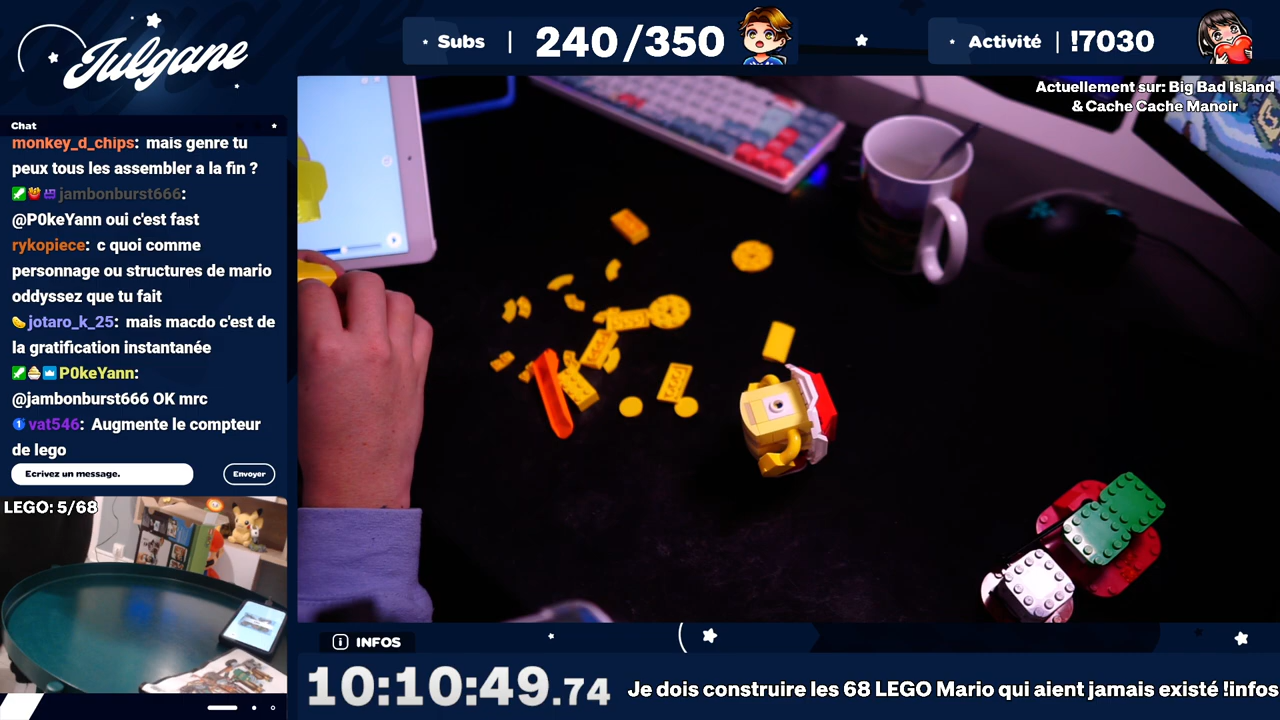 Julgane
Subs | 240/350
Activité | !7030
Actuellement sur: Big Bad Island
& Cache Cache Manoir
Chat
monkey_d_chips: mais genre tu
peux tous les assembler a la fin ?
jambonburst666:
@P0keYann oui c'est fast
rykopiece: c quoi comme
personnage ou structures de mario
oddyssez que tu fait
jotaro_k_25: mais macdo c'est de
la gratification instantanée
P0keYann:
@jambonburst666 OK mrc
1 vat546: Augmente le compteur
de lego
Ecrivez un message.
Envoyer
LEGO: 5/68
i INFOS
10:10:49.74
Je dois construire les 68 LEGO Mario qui aient jamais existé !infos